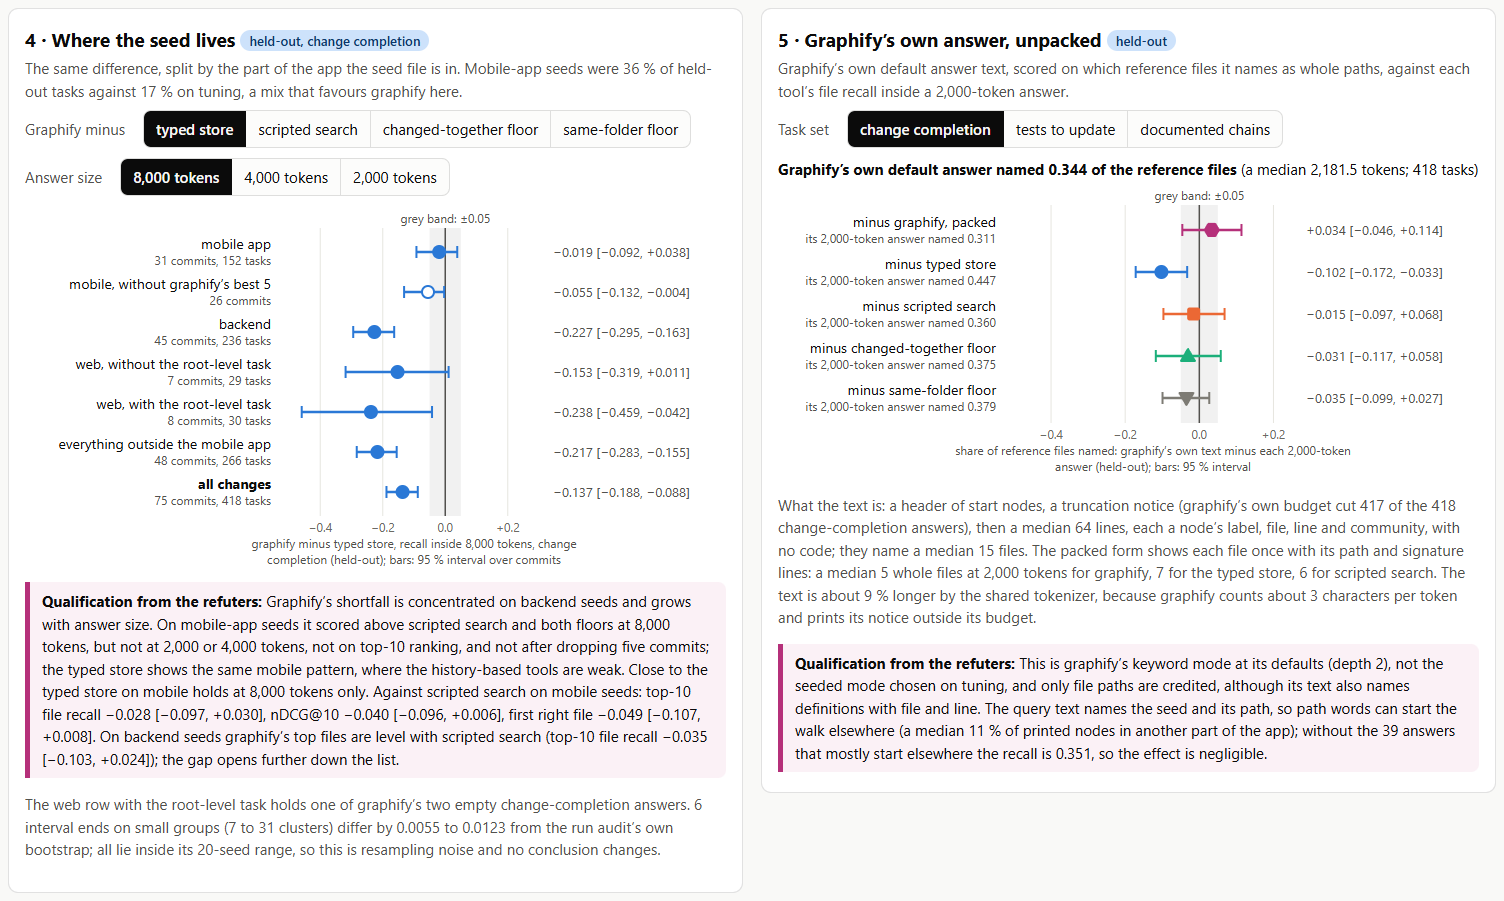 4 · Where the seed lives held-out, change completion
The same difference, split by the part of the app the seed file is in. Mobile-app seeds were 36 % of held-
out tasks against 17 % on tuning, a mix that favours graphify here.
Graphify minus typed store scripted search changed-together floor same-folder floor
Answer size 8,000 tokens 4,000 tokens 2,000 tokens
grey band: ±0.05
mobile app
31 commits, 152 tasks
−0.019 [−0.092, +0.038]
mobile, without graphify’s best 5
26 commits
−0.055 [−0.132, −0.004]
backend
45 commits, 236 tasks
−0.227 [−0.295, −0.163]
web, without the root-level task
7 commits, 29 tasks
−0.153 [−0.319, +0.011]
web, with the root-level task
8 commits, 30 tasks
−0.238 [−0.459, −0.042]
everything outside the mobile app
48 commits, 266 tasks
−0.217 [−0.283, −0.155]
all changes
75 commits, 418 tasks
−0.137 [−0.188, −0.088]
−0.4 −0.2 0.0 +0.2
graphify minus typed store, recall inside 8,000 tokens, change
completion (held-out); bars: 95 % interval over commits
Qualification from the refuters: Graphify’s shortfall is concentrated on backend seeds and grows
with answer size. On mobile-app seeds it scored above scripted search and both floors at 8,000
tokens, but not at 2,000 or 4,000 tokens, not on top-10 ranking, and not after dropping five commits;
the typed store shows the same mobile pattern, where the history-based tools are weak. Close to the
typed store on mobile holds at 8,000 tokens only. Against scripted search on mobile seeds: top-10
file recall −0.028 [−0.097, +0.030], nDCG@10 −0.040 [−0.096, +0.006], first right file −0.049 [−0.107,
+0.008]. On backend seeds graphify’s top files are level with scripted search (top-10 file recall −0.035
[−0.103, +0.024]); the gap opens further down the list.
The web row with the root-level task holds one of graphify’s two empty change-completion answers. 6
interval ends on small groups (7 to 31 clusters) differ by 0.0055 to 0.0123 from the run audit’s own
bootstrap; all lie inside its 20-seed range, so this is resampling noise and no conclusion changes.
5 · Graphify’s own answer, unpacked held-out
Graphify’s own default answer text, scored on which reference files it names as whole paths, against each
tool’s file recall inside a 2,000-token answer.
Task set change completion tests to update documented chains
Graphify’s own default answer named 0.344 of the reference files (a median 2,181.5 tokens; 418 tasks)
grey band: ±0.05
minus graphify, packed
its 2,000-token answer named 0.311
+0.034 [−0.046, +0.114]
minus typed store
its 2,000-token answer named 0.447
−0.102 [−0.172, −0.033]
minus scripted search
its 2,000-token answer named 0.360
−0.015 [−0.097, +0.068]
minus changed-together floor
its 2,000-token answer named 0.375
−0.031 [−0.117, +0.058]
minus same-folder floor
its 2,000-token answer named 0.379
−0.035 [−0.099, +0.027]
−0.4 −0.2 0.0 +0.2
share of reference files named: graphify’s own text minus each 2,000-token
answer (held-out); bars: 95 % interval
What the text is: a header of start nodes, a truncation notice (graphify’s own budget cut 417 of the 418
change-completion answers), then a median 64 lines, each a node’s label, file, line and community, with
no code; they name a median 15 files. The packed form shows each file once with its path and signature
lines: a median 5 whole files at 2,000 tokens for graphify, 7 for the typed store, 6 for scripted search. The
text is about 9 % longer by the shared tokenizer, because graphify counts about 3 characters per token
and prints its notice outside its budget.
Qualification from the refuters: This is graphify’s keyword mode at its defaults (depth 2), not the
seeded mode chosen on tuning, and only file paths are credited, although its text also names
definitions with file and line. The query text names the seed and its path, so path words can start the
walk elsewhere (a median 11 % of printed nodes in another part of the app); without the 39 answers
that mostly start elsewhere the recall is 0.351, so the effect is negligible.